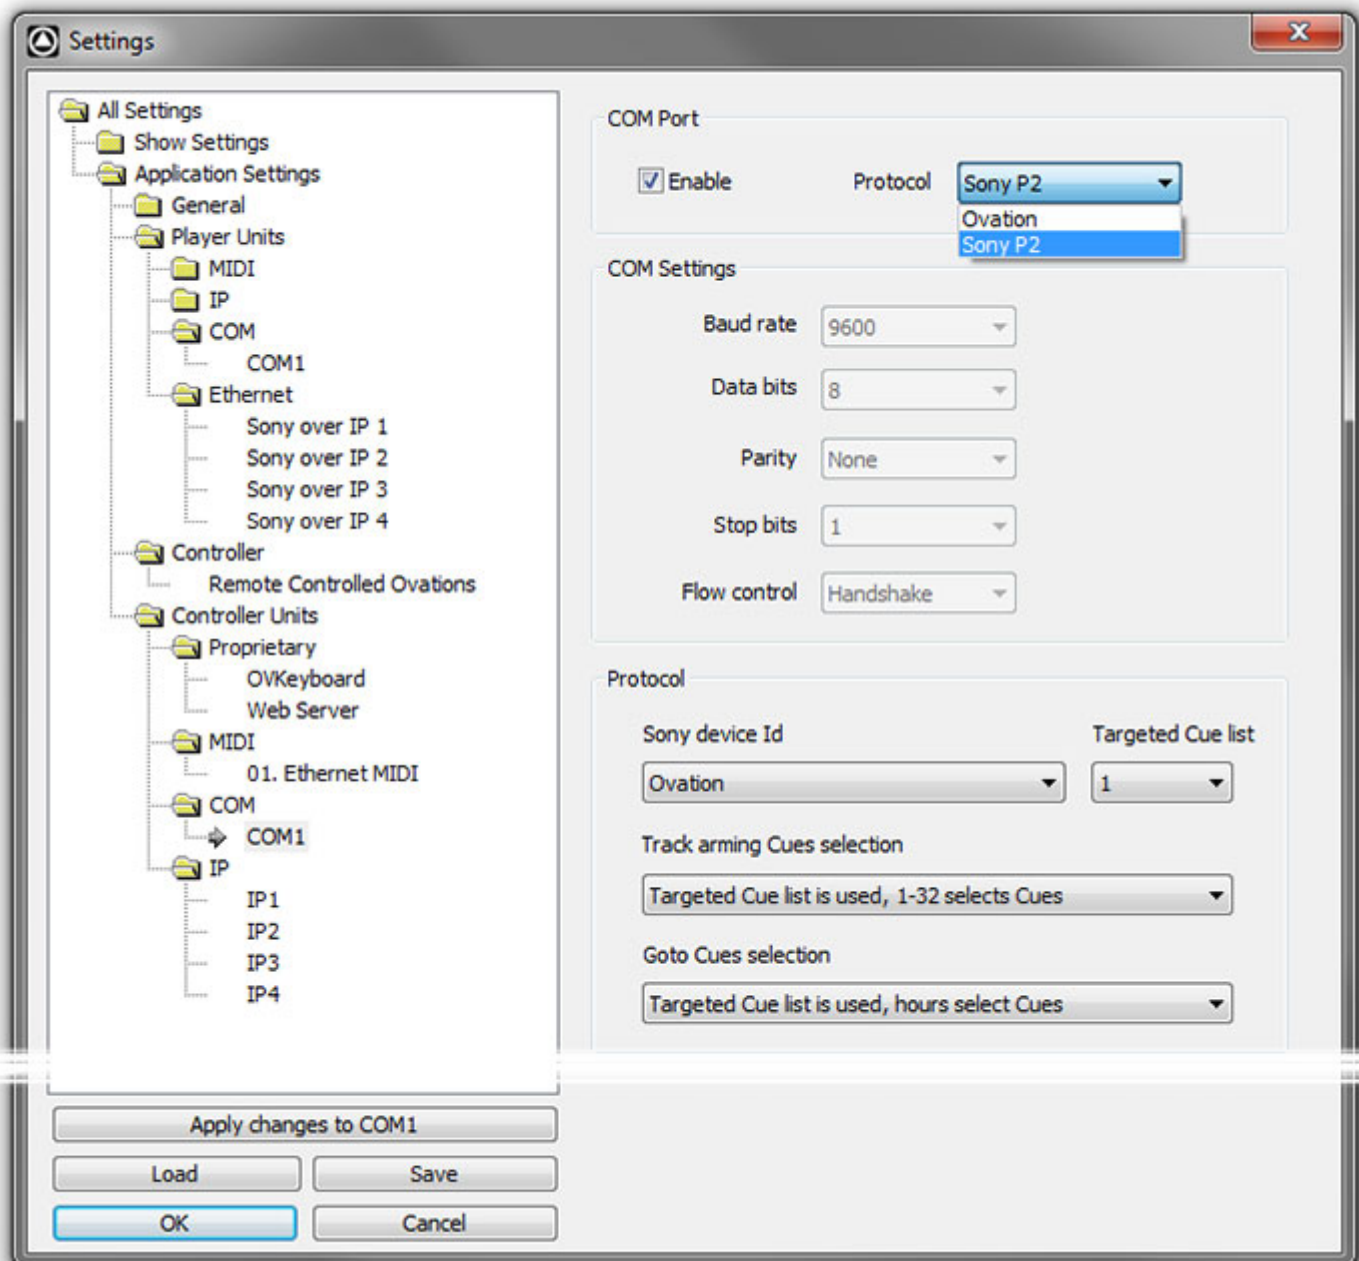 Settings
All Settings
Show Settings
Application Settings
General
Player Units
MIDI
IP
COM
COM1
Ethernet
Sony over IP 1
Sony over IP 2
Sony over IP 3
Sony over IP 4
Controller
Remote Controlled Ovations
Controller Units
Proprietary
OVKeyboard
Web Server
MIDI
01. Ethernet MIDI
COM
COM1
IP
IP1
IP2
IP3
IP4
Apply changes to COM1
Load Save
OK Cancel
COM Port
Enable Protocol Sony P2
Ovation
Sony P2
COM Settings
Baud rate 9600
Data bits 8
Parity None
Stop bits 1
Flow control Handshake
Protocol
Sony device Id Targeted Cue list
Ovation 1
Track arming Cues selection
Targeted Cue list is used, 1-32 selects Cues
Goto Cues selection
Targeted Cue list is used, hours select Cues